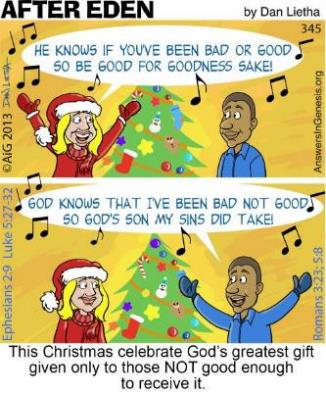 AFTER EDEN
by Dan Lietha
345
HE KNOWS IF YOU'VE BEEN BAD OR GOOD
SO BE GOOD FOR GOODNESS SAKE!
©AiG 2013
AnswersInGenesis.org
GOD KNOWS THAT I'VE BEEN BAD NOT GOOD
SO GOD'S SON MY SINS DID TAKE!
Ephesians 2:9 Luke 5:27-32
Romans 3:23; 5:8
This Christmas celebrate God's greatest gift
given only to those NOT good enough
to receive it.